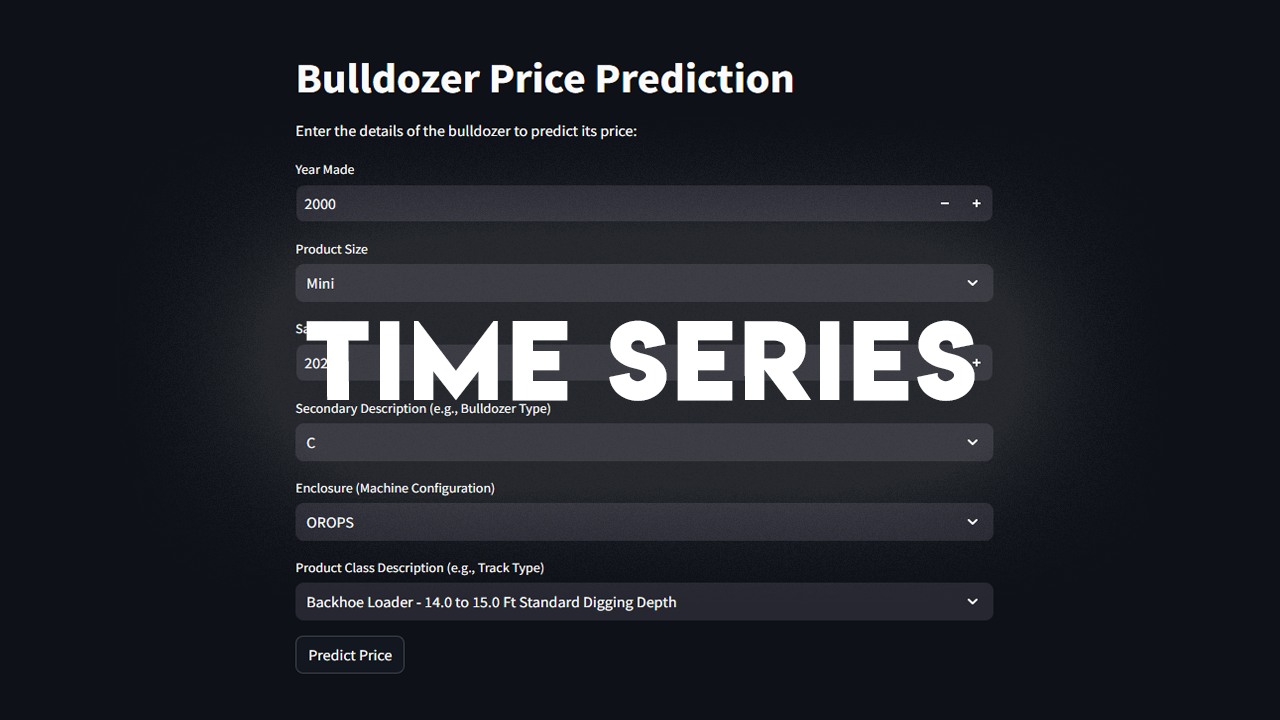 Bulldozer Price Prediction
Enter the details of the bulldozer to predict its price:
Year Made
2000
Product Size
Mini
TIME SERIES
Secondary Description (e.g., Bulldozer Type)
C
Enclosure (Machine Configuration)
OROPS
Product Class Description (e.g., Track Type)
Backhoe Loader - 14.0 to 15.0 Ft Standard Digging Depth
Predict Price